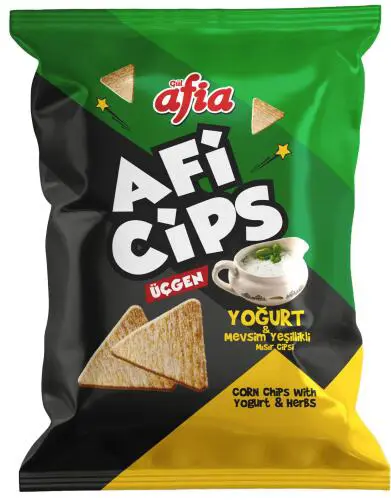 Gül
afia
AFİ
CİPS
ÜÇGEN
YOĞURT
&
Mevsim Yeşillikli
Mısır Cipsi
CORN CHIPS WITH
YOGURT & HERBS